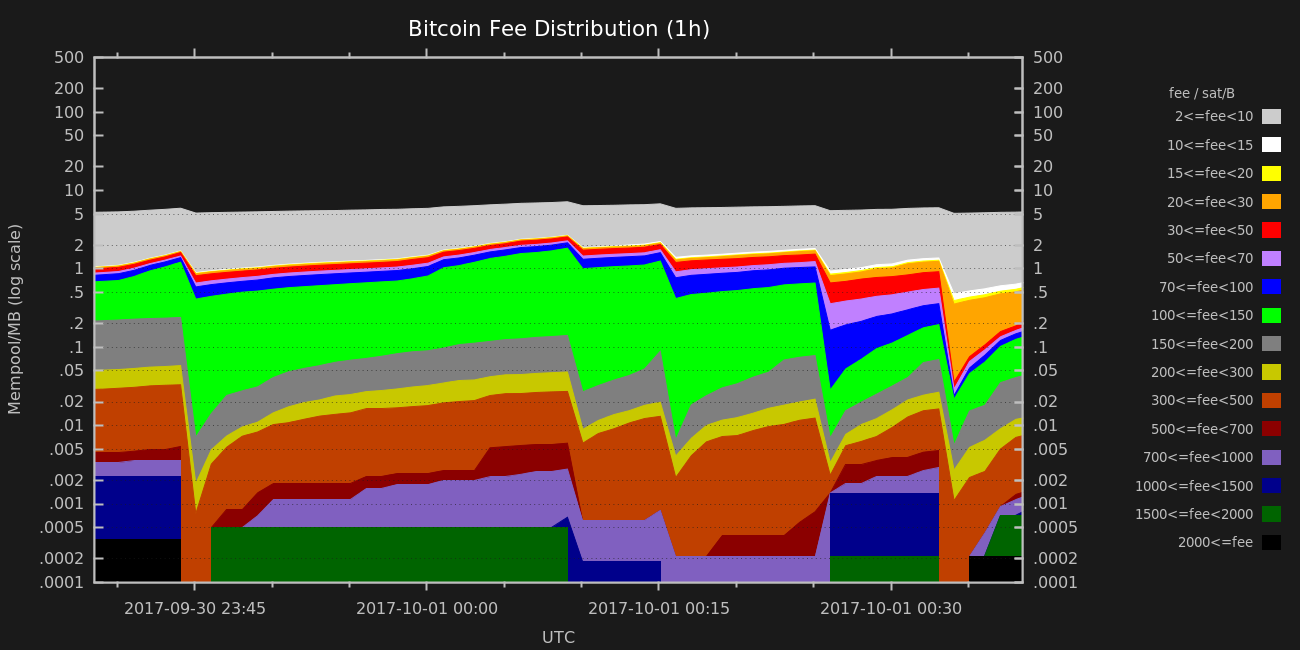 Bitcoin Fee Distribution (1h)
500
200
100
50
20
10
5
2
1
.5
.2
.1
.05
.02
.01
.005
.002
.001
.0005
.0002
.0001
Mempool/MB (log scale)
500
200
100
50
20
10
5
2
1
.5
.2
.1
.05
.02
.01
.005
.002
.001
.0005
.0002
.0001
2017-09-30 23:45
2017-10-01 00:00
2017-10-01 00:15
2017-10-01 00:30
UTC
fee / sat/B
2<=fee<10
10<=fee<15
15<=fee<20
20<=fee<30
30<=fee<50
50<=fee<70
70<=fee<100
100<=fee<150
150<=fee<200
200<=fee<300
300<=fee<500
500<=fee<700
700<=fee<1000
1000<=fee<1500
1500<=fee<2000
2000<=fee